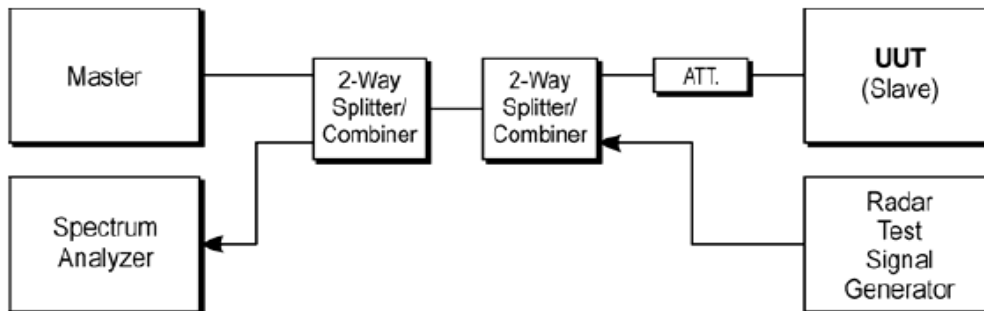 Master
2-Way
Splitter/
Combiner
2-Way
Splitter/
Combiner
ATT.
UUT
(Slave)
Spectrum
Analyzer
Radar
Test
Signal
Generator